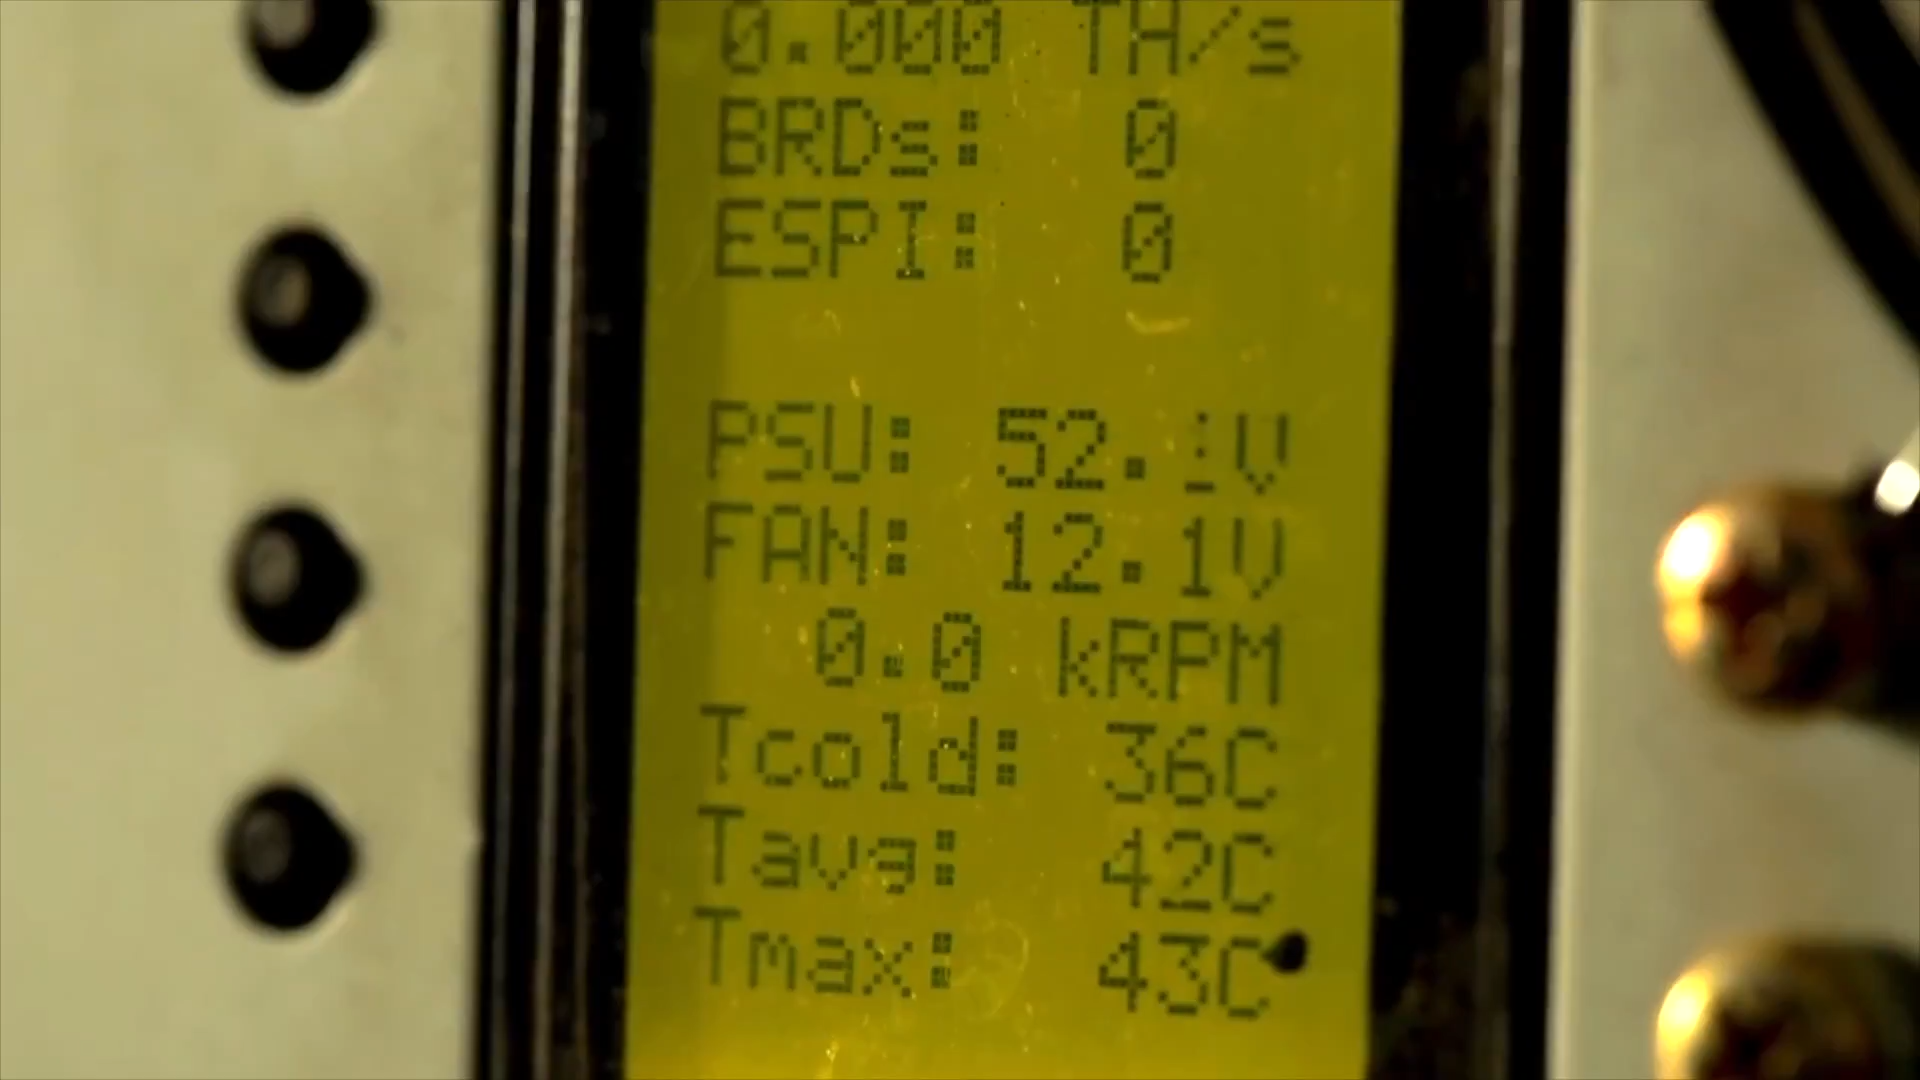 0.000 TH/s
BRDs: 0
ESPI: 0
PSU: 52. V
FAN: 12.1V
0.0 kRPM
Tcold: 36C
Tavg: 42C
Tmax: 43C